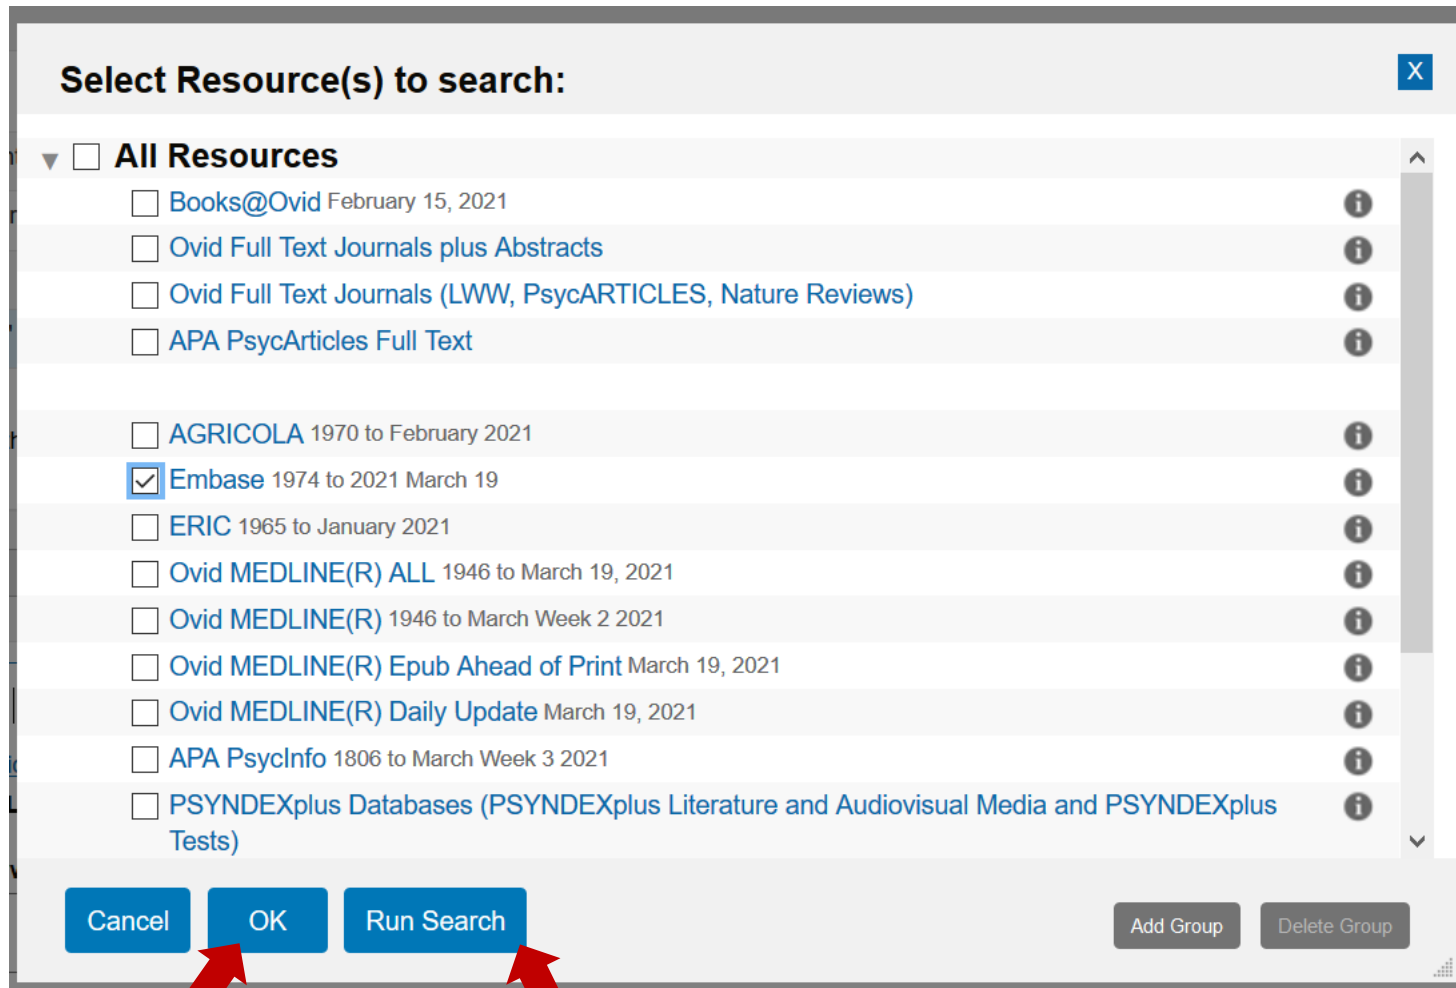 Select Resource(s) to search:
X
All Resources
Books@Ovid February 15, 2021
Ovid Full Text Journals plus Abstracts
Ovid Full Text Journals (LWW, PsycARTICLES, Nature Reviews)
APA PsycArticles Full Text
AGRICOLA 1970 to February 2021
Embase 1974 to 2021 March 19
ERIC 1965 to January 2021
Ovid MEDLINE(R) ALL 1946 to March 19, 2021
Ovid MEDLINE(R) 1946 to March Week 2 2021
Ovid MEDLINE(R) Epub Ahead of Print March 19, 2021
Ovid MEDLINE(R) Daily Update March 19, 2021
APA PsycInfo 1806 to March Week 3 2021
PSYNDEXplus Databases (PSYNDEXplus Literature and Audiovisual Media and PSYNDEXplus
Tests)
Cancel OK Run Search Add Group Delete Group